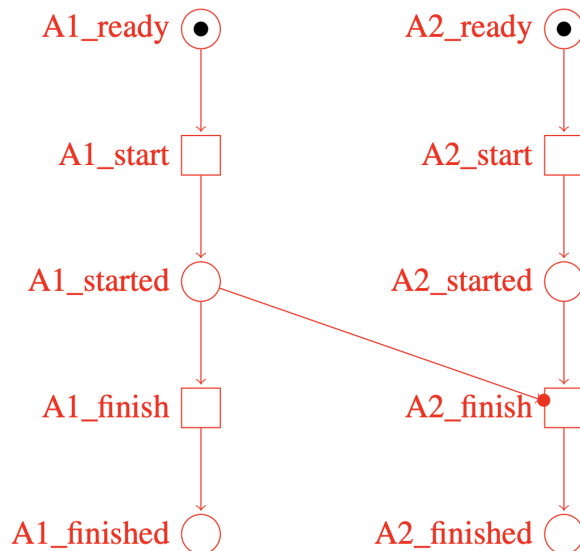 A1_ready A2_ready
A1_start A2_start
A1_started A2_started
A1_finish A2_finish
A1_finished A2_finished